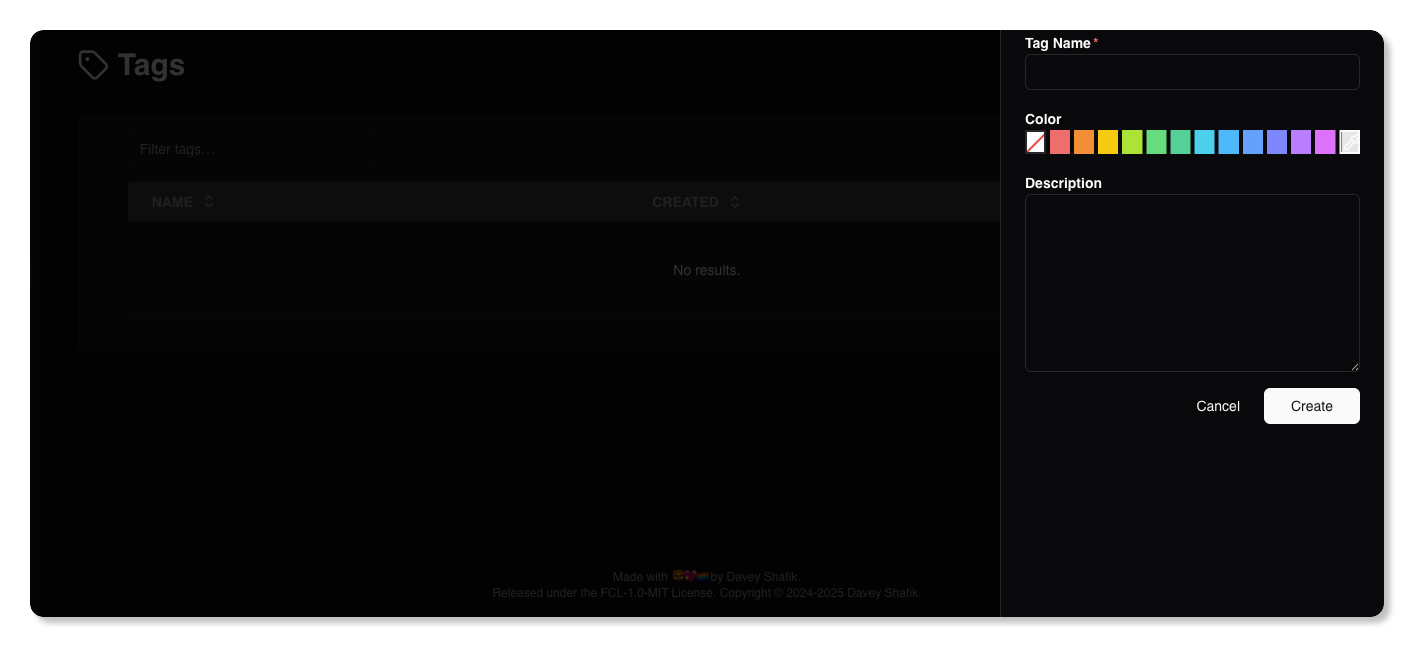 Tags
Filter tags...
NAME
CREATED
No results.
Made with 🍔💖🌈 by Davey Shafik.
Released under the FCL-1.0-MIT License. Copyright © 2024-2025 Davey Shafik.
Tag Name*
Color
Description
Cancel
Create